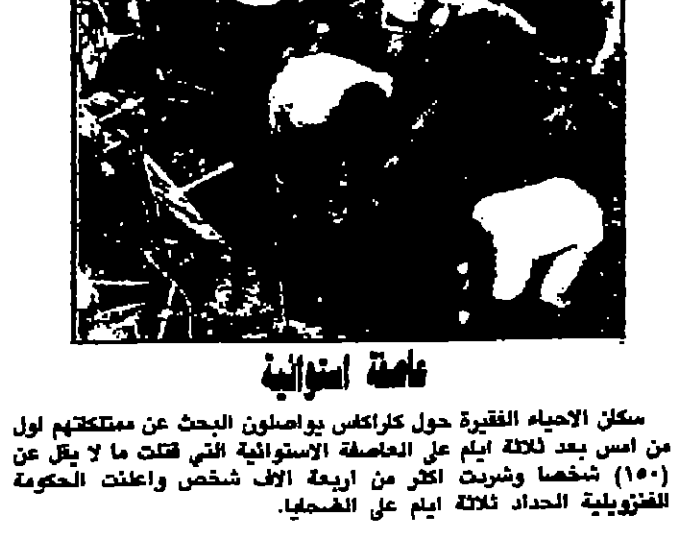 عاصفة استوائية
سكان الاحياء الفقيرة حول كاراكاس يواصلون البحث عن ممتلكتهم اول
من امس بعد ثلاثة ايام على العاصفة الاستوائية التي قتلت ما لا يقل عن
(١٥٠) شخصا وشردت اكثر من اربعة الاف شخص واعلنت الحكومة
الفنزويلية الحداد ثلاثة ايام على الضحايا.